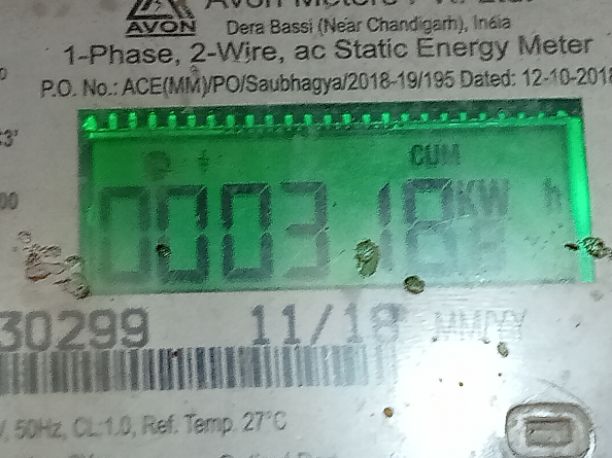 AVON
Dera Bassi (Near Chandigarh), India
1-Phase, 2-Wire, ac Static Energy Meter
P.O. No.: ACE(MM)/PO/Saubhagya/2018-19/195 Dated: 12-10-2018
CUM
000318 KW h
30299 11/18 MM/YY
50Hz, CL:1.0, Ref. Temp. 27°C